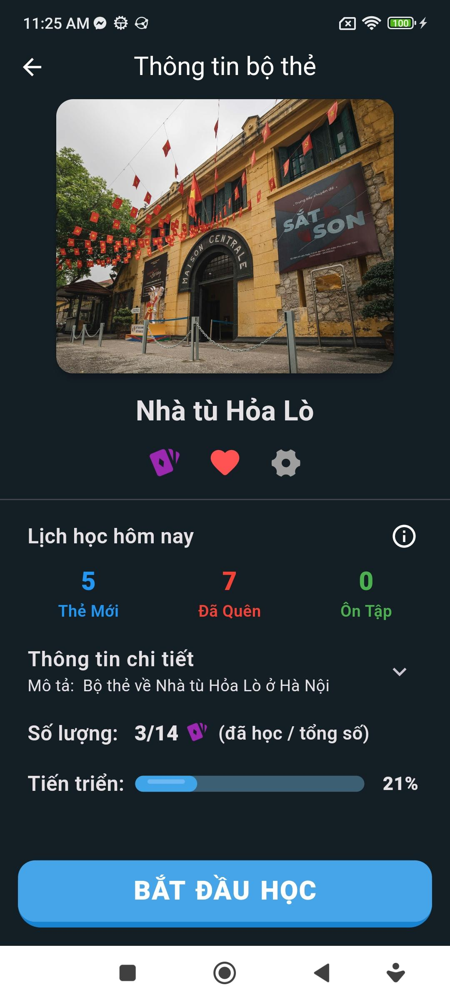 11:25 AM
100
Thông tin bộ thẻ
Trưng bày chuyên đề
SẮT SON
MAISON CENTRALE
Nhà tù Hỏa Lò
Lịch học hôm nay
5 7 0
Thẻ Mới Đã Quên Ôn Tập
Thông tin chi tiết
Mô tả: Bộ thẻ về Nhà tù Hỏa Lò ở Hà Nội
Số lượng: 3/14 (đã học / tổng số)
Tiến triển: 21%
BẮT ĐẦU HỌC